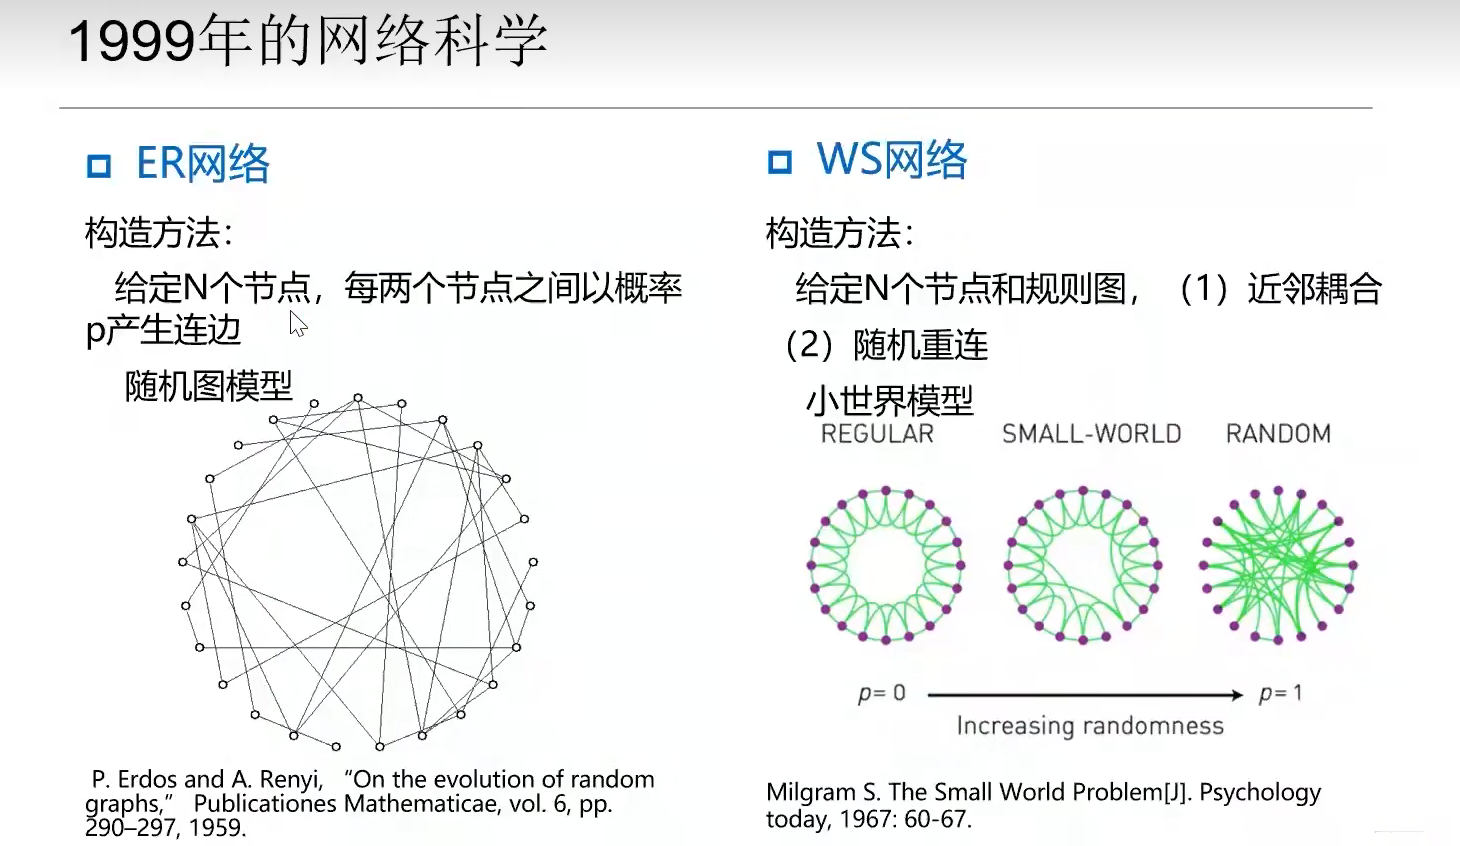 1999年的网络科学
ER网络
构造方法：
给定N个节点，每两个节点之间以概率
p产生连边
随机图模型
P. Erdos and A. Renyi, “On the evolution of random
graphs,” Publicationes Mathematicae, vol. 6, pp.
290–297, 1959.
WS网络
构造方法：
给定N个节点和规则图，（1）近邻耦合
（2）随机重连
小世界模型
REGULAR SMALL-WORLD RANDOM
p= 0 p= 1
Increasing randomness
Milgram S. The Small World Problem[J]. Psychology
today, 1967: 60-67.